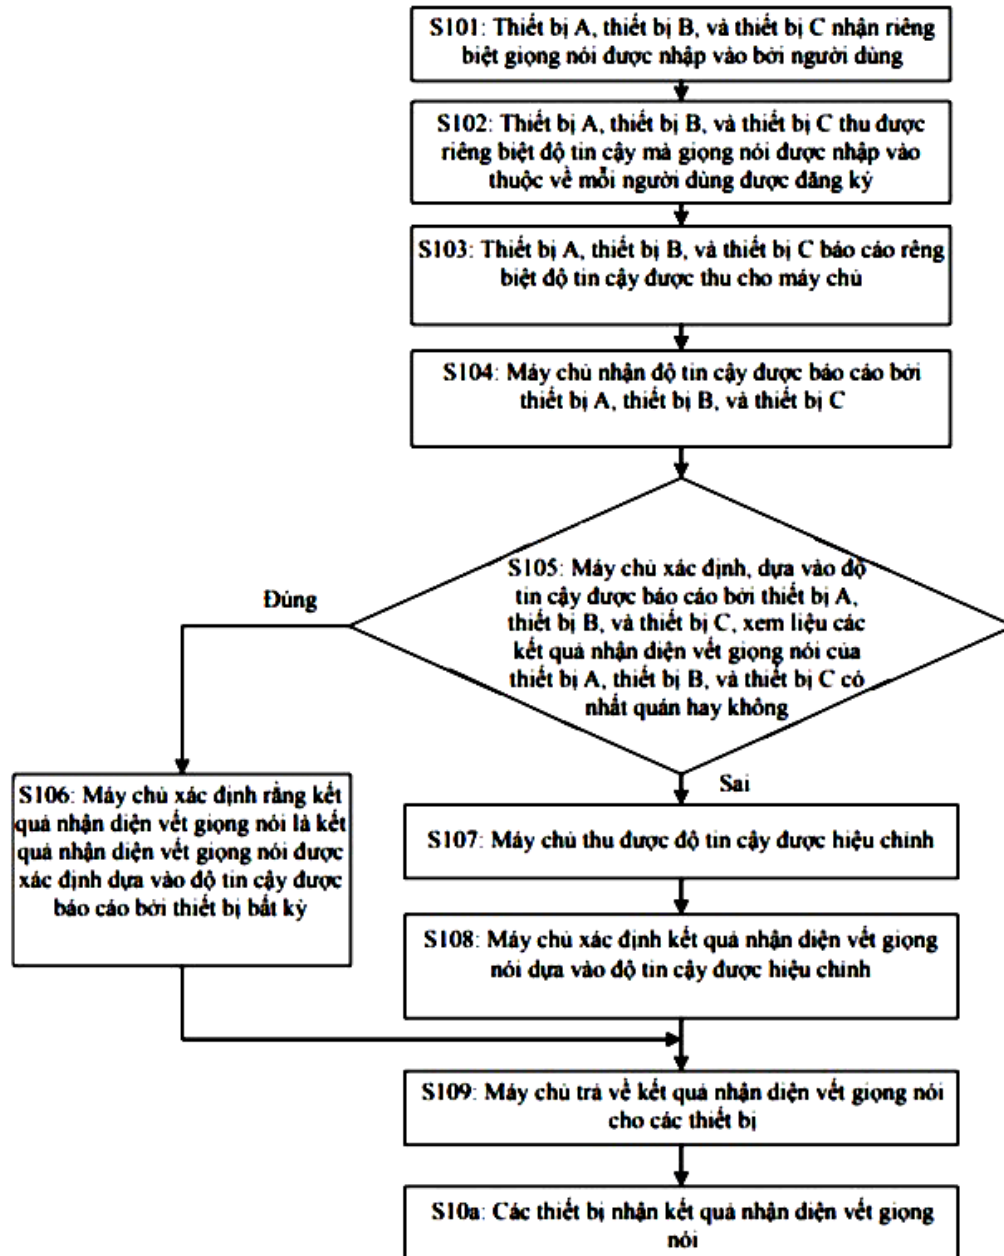 S101: Thiết bị A, thiết bị B, và thiết bị C nhận riêng
biệt giọng nói được nhập vào bởi người dùng
S102: Thiết bị A, thiết bị B, và thiết bị C thu được
riêng biệt độ tin cậy mà giọng nói được nhập vào
thuộc về mỗi người dùng được đăng ký
S103: Thiết bị A, thiết bị B, và thiết bị C báo cáo rêng
biệt độ tin cậy được thu cho máy chủ
S104: Máy chủ nhận độ tin cậy được báo cáo bởi
thiết bị A, thiết bị B, và thiết bị C
S105: Máy chủ xác định, dựa vào độ
tin cậy được báo cáo bởi thiết bị A,
thiết bị B, và thiết bị C, xem liệu các
kết quả nhận diện vết giọng nói của
thiết bị A, thiết bị B, và thiết bị C có
nhất quán hay không
Đúng
Sai
S106: Máy chủ xác định rằng kết
quả nhận diện vết giọng nói là kết
quả nhận diện vết giọng nói được
xác định dựa vào độ tin cậy được
báo cáo bởi thiết bị bất kỳ
S107: Máy chủ thu được độ tin cậy được hiệu chỉnh
S108: Máy chủ xác định kết quả nhận diện vết giọng
nói dựa vào độ tin cậy được hiệu chỉnh
S109: Máy chủ trả về kết quả nhận diện vết giọng nói
cho các thiết bị
S10a: Các thiết bị nhận kết quả nhận diện vết giọng
nói